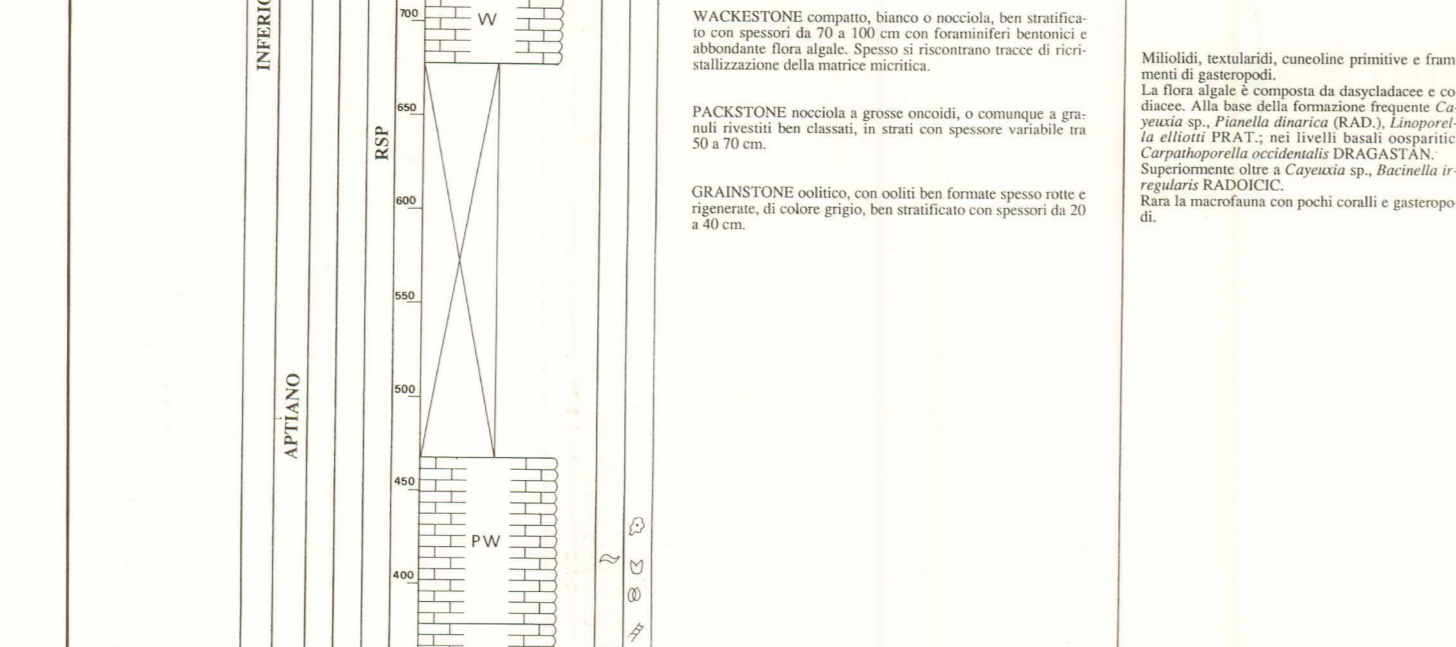 INFERIO
APTIANO
RSP
700
650
600
550
500
450
400
W
PW
WACKESTONE compatto, bianco o nocciola, ben stratifica-
to con spessori da 70 a 100 cm con foraminiferi bentonici e
abbondante flora algale. Spesso si riscontrano tracce di ricri-
stallizzazione della matrice micritica.
PACKSTONE nocciola a grosse oncoidi, o comunque a gra-
nuli rivestiti ben classati, in strati con spessore variabile tra
50 a 70 cm.
GRAINSTONE oolitico, con ooliti ben formate spesso rotte e
rigenerate, di colore grigio, ben stratificato con spessori da 20
a 40 cm.
Miliolidi, textularidi, cuneoline primitive e fram
menti di gasteropodi.
La flora algale è composta da dasycladacee e co
diacee. Alla base della formazione frequente Ca-
yeuxia sp., Pianella dinarica (RAD.), Linoporel-
la elliotti PRAT.; nei livelli basali oosparitic
Carpathoporella occidentalis DRAGASTAN.
Superiormente oltre a Cayeuxia sp., Bacinella ir-
regularis RADOICIC.
Rara la macrofauna con pochi coralli e gasteropo-
di.